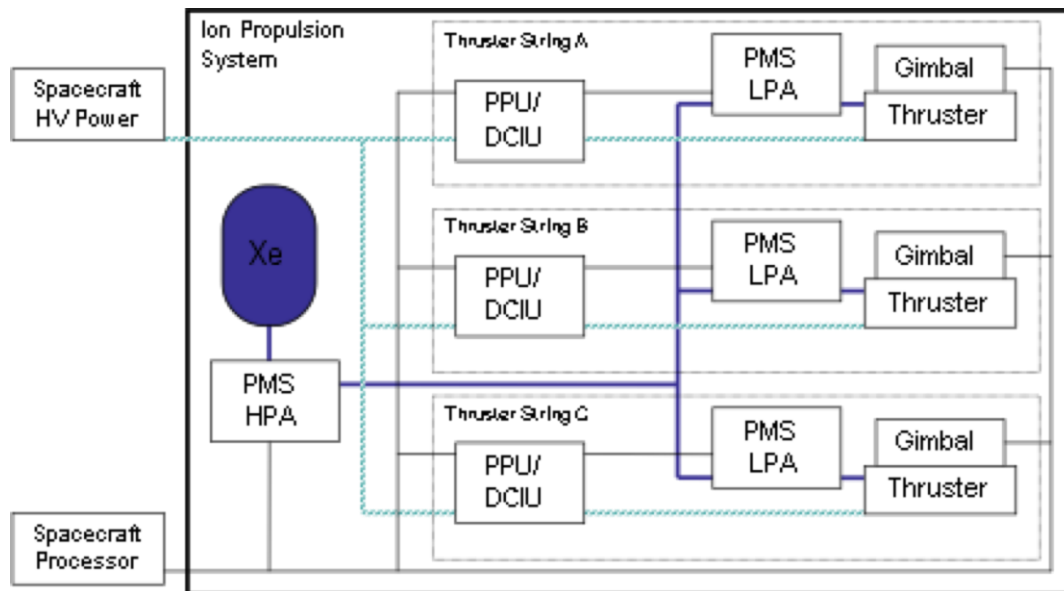 Ion Propulsion
System
Spacecraft
HV Power
Thruster String A
PPU/
DCIU
PMS
LPA
Gimbal
Thruster
Xe
Thruster String B
PPU/
DCIU
PMS
LPA
Gimbal
Thruster
PMS
HPA
Thruster String C
PPU/
DCIU
PMS
LPA
Gimbal
Thruster
Spacecraft
Processor